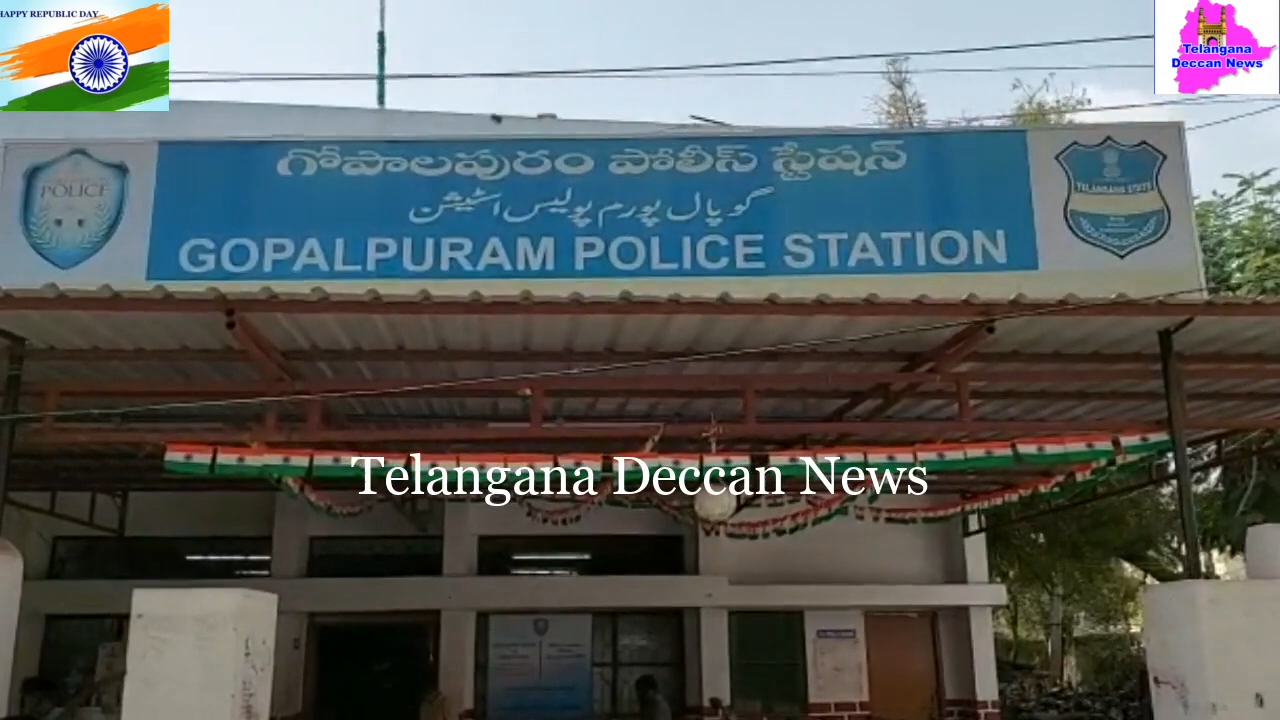 HAPPY REPUBLIC DAY
Telangana
Deccan News
గోపాలపురం పోలీస్ స్టేషన్
گوپال پورم پولیس اسٹیشن
GOPALPURAM POLICE STATION
POLICE
TELANGANA STATE
Telangana Deccan News